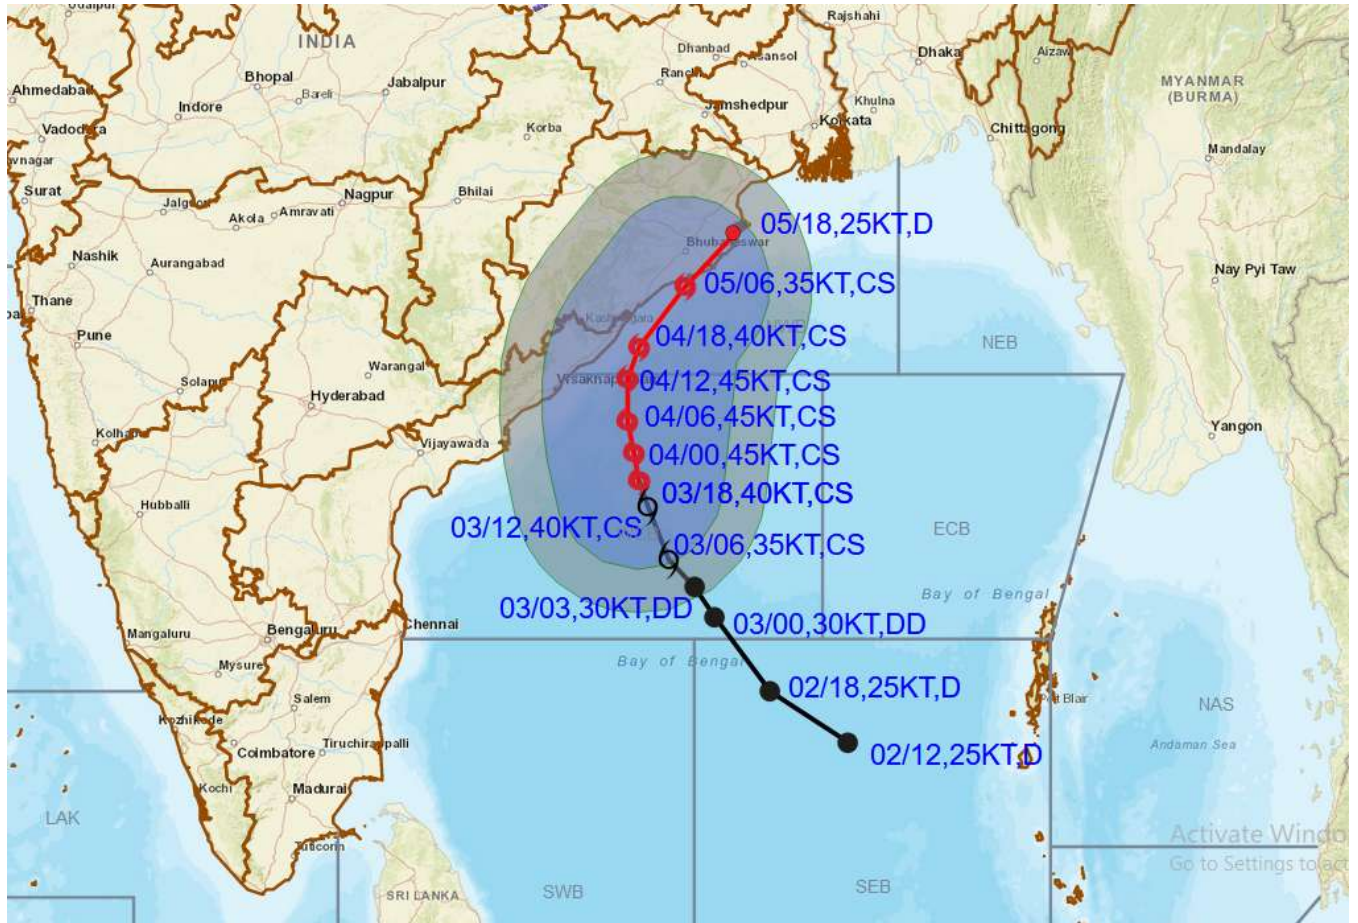 Udaipur
INDIA
Rajshahi
Dhanbad
Asansol
Dhaka
Aizawl
Bhopal
Ranchi
MYANMAR
(BURMA)
Ahmedabad
Bareli
Jabalpur
Indore
Jamshedpur
Khulna
Kolkata
Vadodara
Korba
Chittagong
Mandalay
avnagar
Surat
Nagpur
Bhilai
Jalgaon
Akola
Amravati
05/18,25KT,D
Bhubaneswar
Nashik
Aurangabad
Nay Pyi Taw
05/06,35KT,CS
Thane
Pune
04/18,40KT,CS
NEB
Warangal
Solapur
04/12,45KT,CS
Hyderabad
04/06,45KT,CS
Yangon
Kolhap
Vijayawada
04/00,45KT,CS
03/18,40KT,CS
Hubballi
03/12,40KT,CS
ECB
03/06,35KT,CS
Bay of Bengal
03/03,30KT,DD
03/00,30KT,DD
Chennai
Mangaluru
Bengaluru
Bay of Bengal
Mysure
02/18,25KT,D
Salem
Port Blair
NAS
Kozhikode
Coimbatore
Tiruchirappalli
Andaman Sea
02/12,25KT,D
Kochi
Madurai
LAK
Tuticorin
Activate Windo
Go to Settings to act
SRI LANKA
SWB
SEB